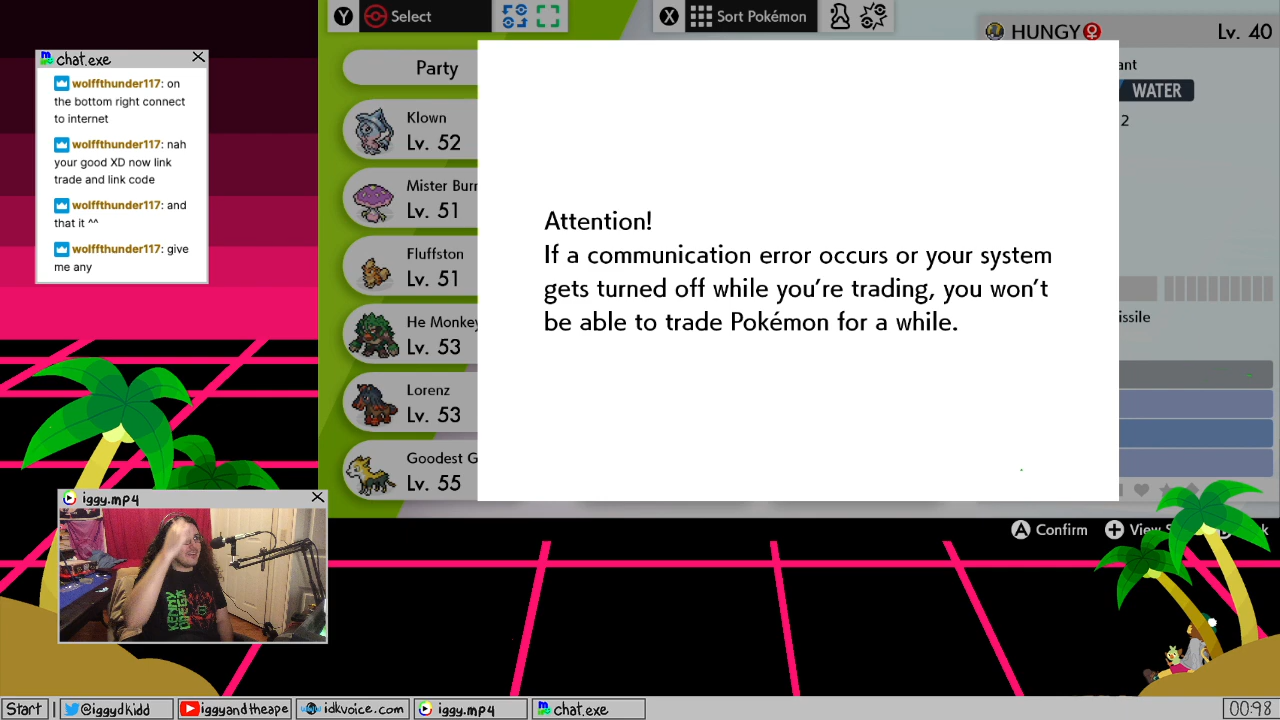 Y Select
X Sort Pokémon
HUNGY♀ Lv. 40
chat.exe
wolffthunder117: on
the bottom right connect
to internet
wolffthunder117: nah
your good XD now link
trade and link code
wolffthunder117: and
that it ^^
wolffthunder117: give
me any
Party
WATER
2
Klown
Lv. 52
Mister Burr
Lv. 51
Fluffston
Lv. 51
He Monkey
Lv. 53
Lorenz
Lv. 53
Goodest G
Lv. 55
Attention!
If a communication error occurs or your system
gets turned off while you're trading, you won't
be able to trade Pokémon for a while.
A Confirm
iggy.mp4
KENNY
OMEGA
Start | @iggydkidd iggyandtheape idkvoice.com iggy.mp4 chat.exe 00:98